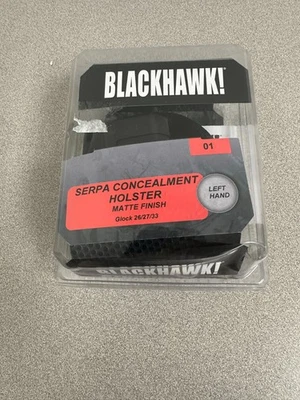 BLACKHAWK!
01
SERPA CONCEALMENT
HOLSTER
MATTE FINISH
Glock 26/27/33
LEFT
HAND
BLACKHAWK!